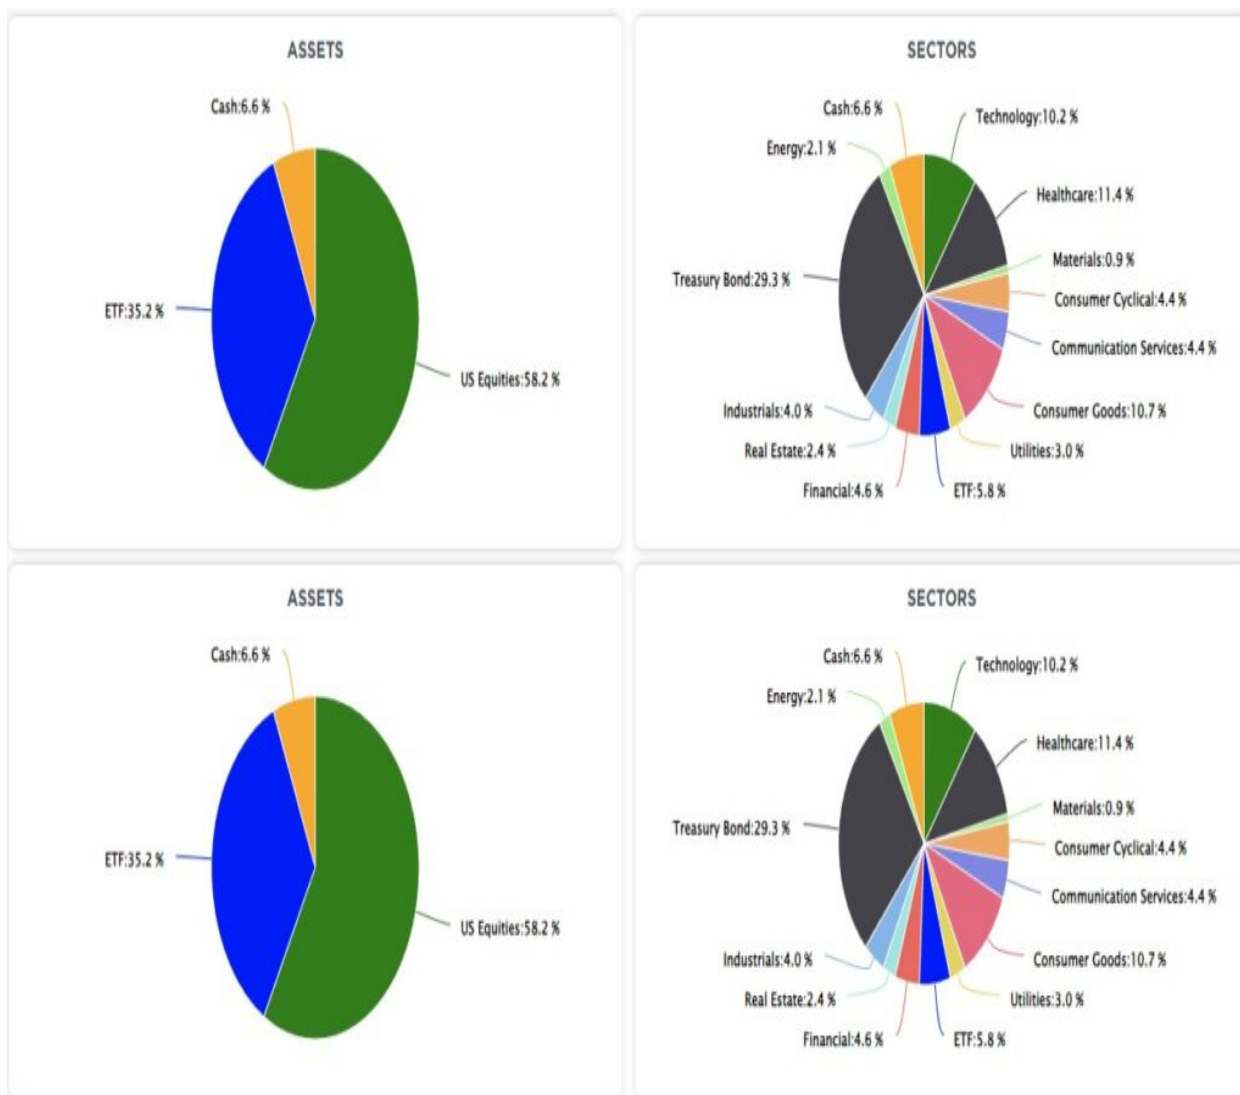 ASSETS
Cash:6.6 %
ETF:35.2 %
US Equities:58.2 %
SECTORS
Cash:6.6 %
Technology:10.2 %
Energy:2.1 %
Healthcare:11.4 %
Materials:0.9 %
Treasury Bond:29.3 %
Consumer Cyclical:4.4 %
Communication Services:4.4 %
Industrials:4.0 %
Consumer Goods:10.7 %
Real Estate:2.4 %
Utilities:3.0 %
Financial:4.6 %
ETF:5.8 %
ASSETS
Cash:6.6 %
ETF:35.2 %
US Equities:58.2 %
SECTORS
Cash:6.6 %
Technology:10.2 %
Energy:2.1 %
Healthcare:11.4 %
Materials:0.9 %
Treasury Bond:29.3 %
Consumer Cyclical:4.4 %
Communication Services:4.4 %
Industrials:4.0 %
Consumer Goods:10.7 %
Real Estate:2.4 %
Utilities:3.0 %
Financial:4.6 %
ETF:5.8 %